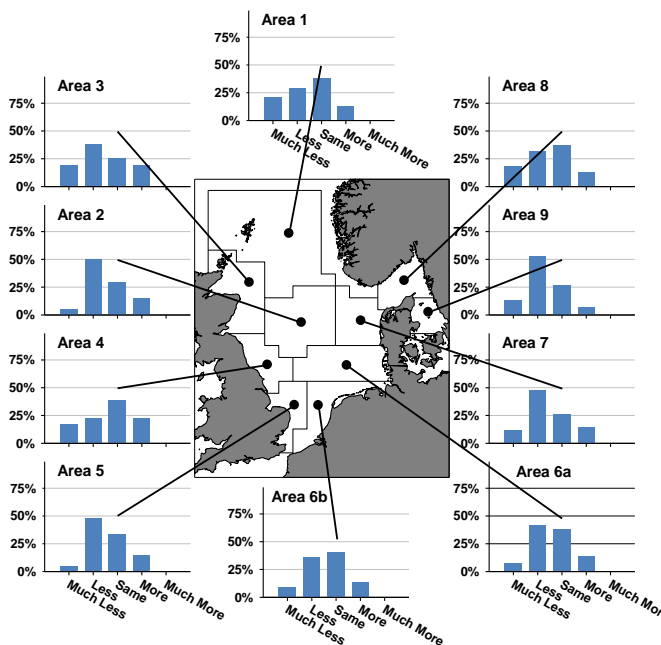 Area 1
75%
50%
25%
0%
Much Less
Less
Same
More
Much More
Area 3
75%
50%
25%
0%
Area 8
75%
50%
25%
0%
Area 2
75%
50%
25%
0%
Area 9
75%
50%
25%
0%
Area 4
75%
50%
25%
0%
Area 7
75%
50%
25%
0%
Area 5
75%
50%
25%
0%
Much Less
Less
Same
More
Much More
Area 6b
75%
50%
25%
0%
Much Less
Less
Same
More
Much More
Area 6a
75%
50%
25%
0%
Much Less
Less
Same
More
Much More